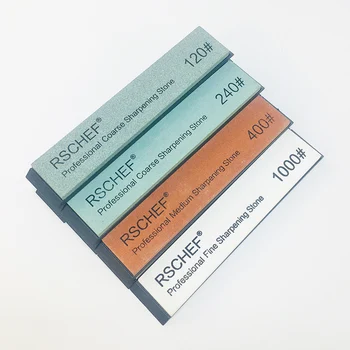 RSCHEF®
Professional Coarse Sharpening Stone
120#
RSCHEF®
Professional Coarse Sharpening Stone
240#
RSCHEF®
Professional Medium Sharpening Stone
400#
RSCHEF®
Professional Fine Sharpening Stone
1000#